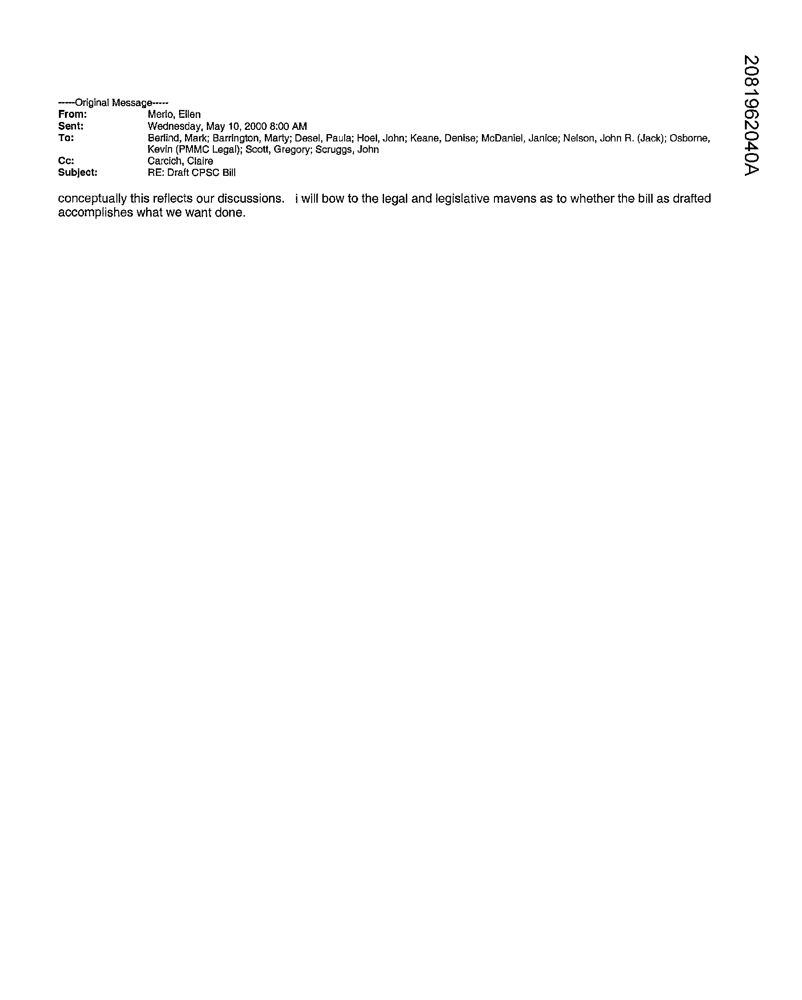 2081962040A
-----Original Message-----
From: Merlo, Ellen
Sent: Wednesday, May 10, 2000 8:00 AM
To: Berlind, Mark; Barrington, Marty; Desel, Paula; Hoel, John; Keane, Denise; McDaniel, Janice; Nelson, John R. (Jack); Osborne,
Kevin (PMMC Legal); Scott, Gregory; Scruggs, John
Cc: Carcich, Claire
Subject: RE: Draft CPSC Bill
conceptually this reflects our discussions. i will bow to the legal and legislative mavens as to whether the bill as drafted
accomplishes what we want done.